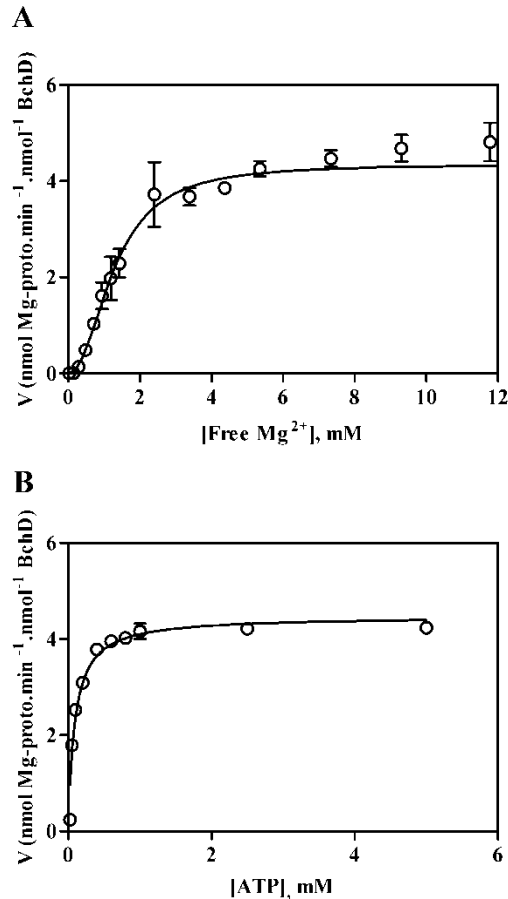 A
V (nmol Mg-proto.min⁻¹.nmol⁻¹ BchD)
6
4
2
0
0 2 4 6 8 10 12
[Free Mg²⁺], mM
B
V (nmol Mg-proto.min⁻¹.nmol⁻¹ BchD)
6
4
2
0
0 2 4 6
[ATP], mM